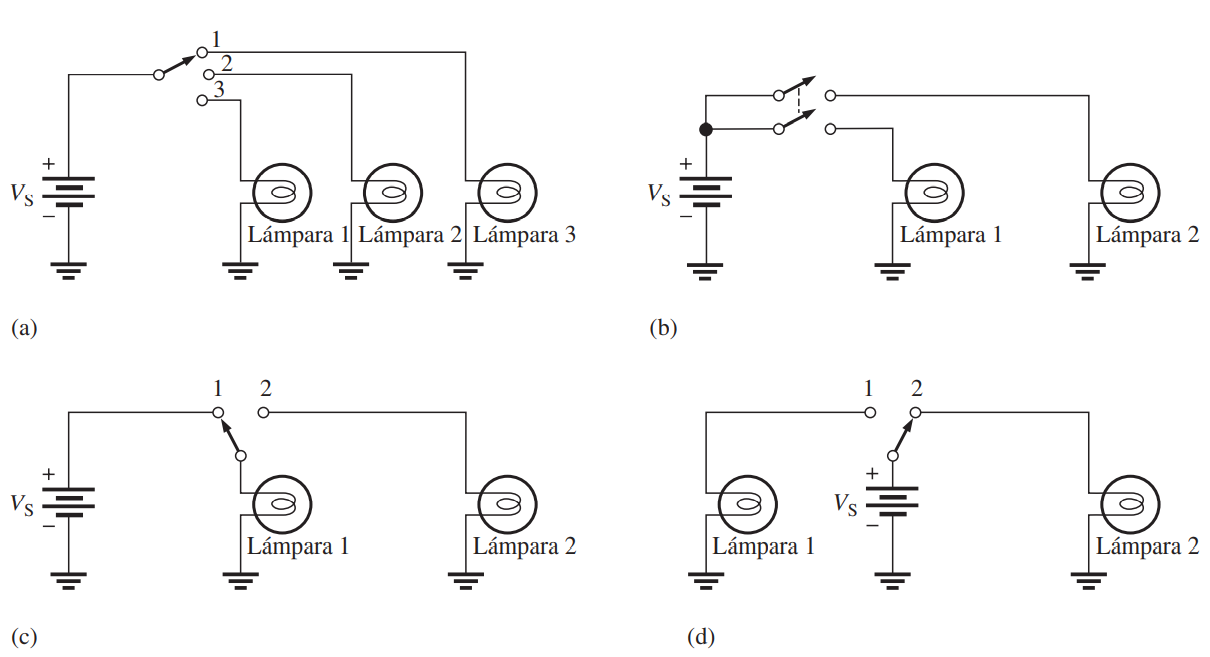 1
2
3
+
V_S
−
Lámpara 1 Lámpara 2 Lámpara 3
(a)
+
V_S
−
Lámpara 1 Lámpara 2
(b)
1 2
+
V_S
−
Lámpara 1 Lámpara 2
(c)
1 2
+
V_S
−
Lámpara 1 Lámpara 2
(d)